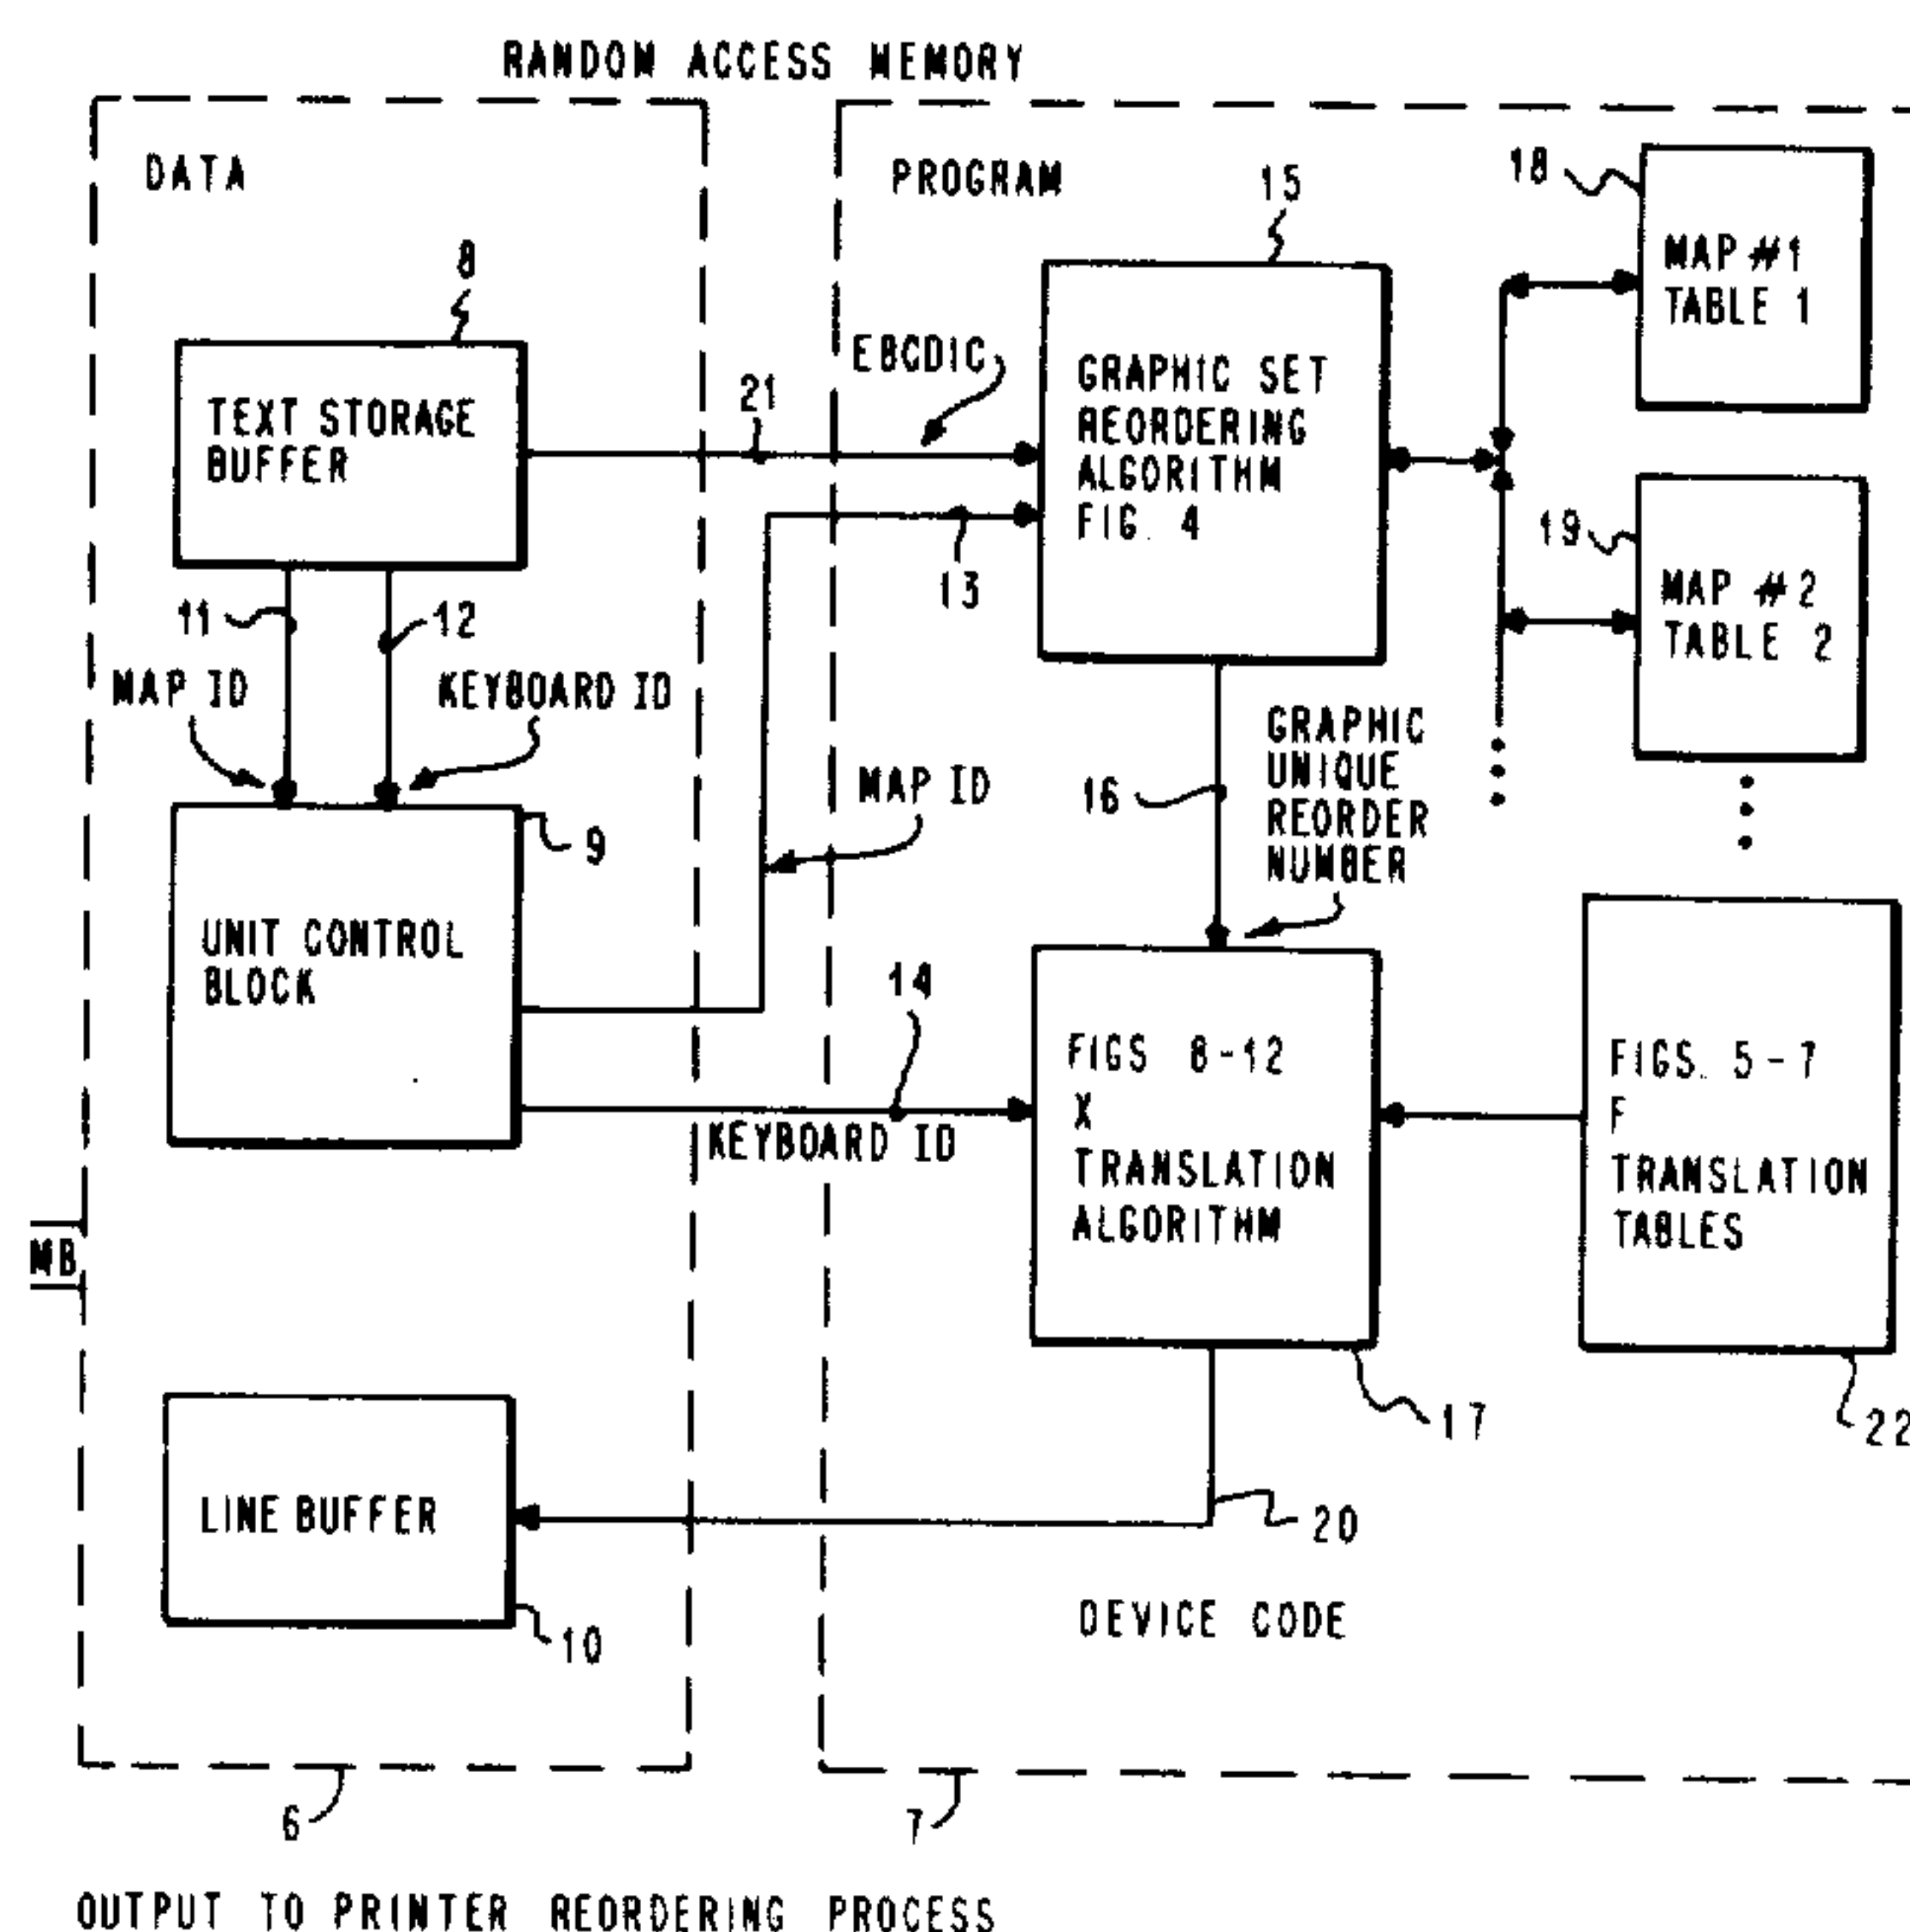 RANDOM ACCESS MEMORY
DATA
PROGRAM
15
18
MAP #1
TABLE 1
8
EBCDIC
TEXT STORAGE
BUFFER
21
GRAPHIC SET
REORDERING
ALGORITHM
FIG. 4
13
19
MAP #2
TABLE 2
11
12
MAP ID
KEYBOARD ID
MAP ID
16
GRAPHIC
UNIQUE
REORDER
NUMBER
9
UNIT CONTROL
BLOCK
14
KEYBOARD ID
FIGS 8-12
X
TRANSLATION
ALGORITHM
FIGS. 5-7
F
TRANSLATION
TABLES
MB
17
22
LINE BUFFER
20
10
DEVICE CODE
6
7
OUTPUT TO PRINTER REORDERING PROCESS